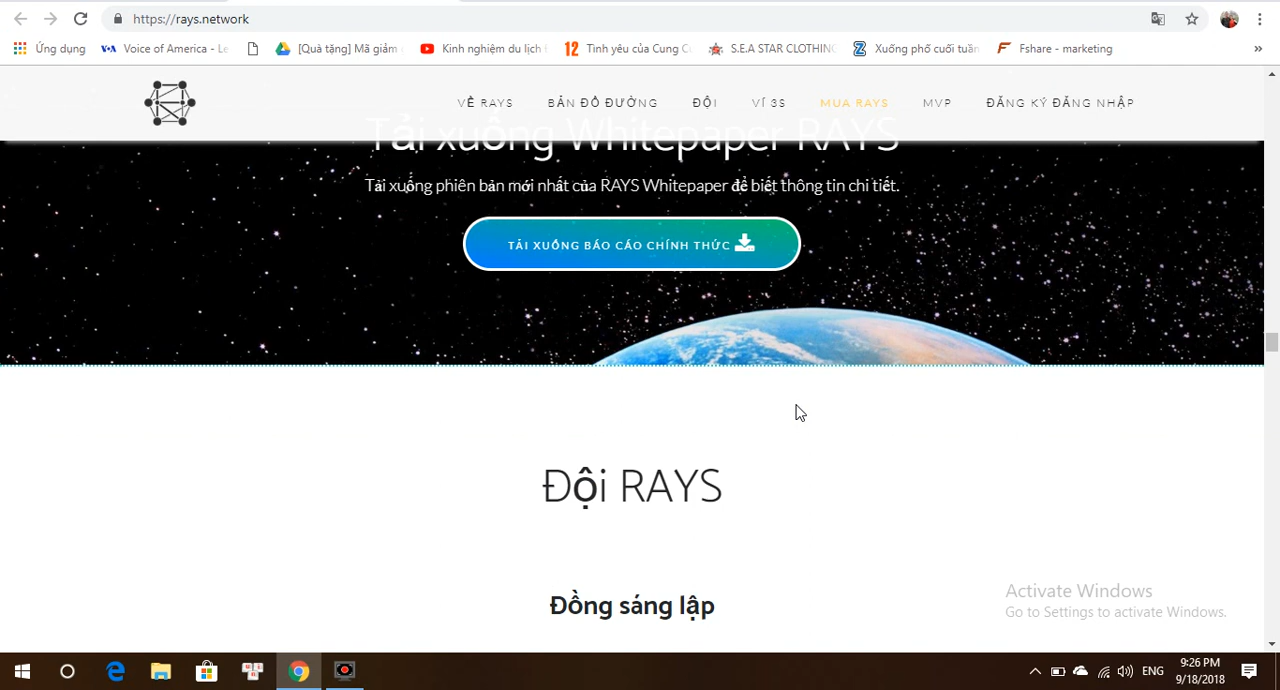 https://rays.network
Ứng dụng
Voice of America - Le
[Quà tặng] Mã giảm
Kinh nghiệm du lịch
12 Tình yêu của Cung
S.E.A STAR CLOTHING
Xuống phố cuối tuần
Fshare - marketing
»
VỀ RAYS
BẢN ĐỒ ĐƯỜNG
ĐỘI
VÍ 3S
MUA RAYS
MVP
ĐĂNG KÝ ĐĂNG NHẬP
Tải xuống Whitepaper RAYS
Tải xuống phiên bản mới nhất của RAYS Whitepaper để biết thông tin chi tiết.
TẢI XUỐNG BÁO CÁO CHÍNH THỨC
Đội RAYS
Đồng sáng lập
Activate Windows
Go to Settings to activate Windows.
ENG
9:26 PM
9/18/2018